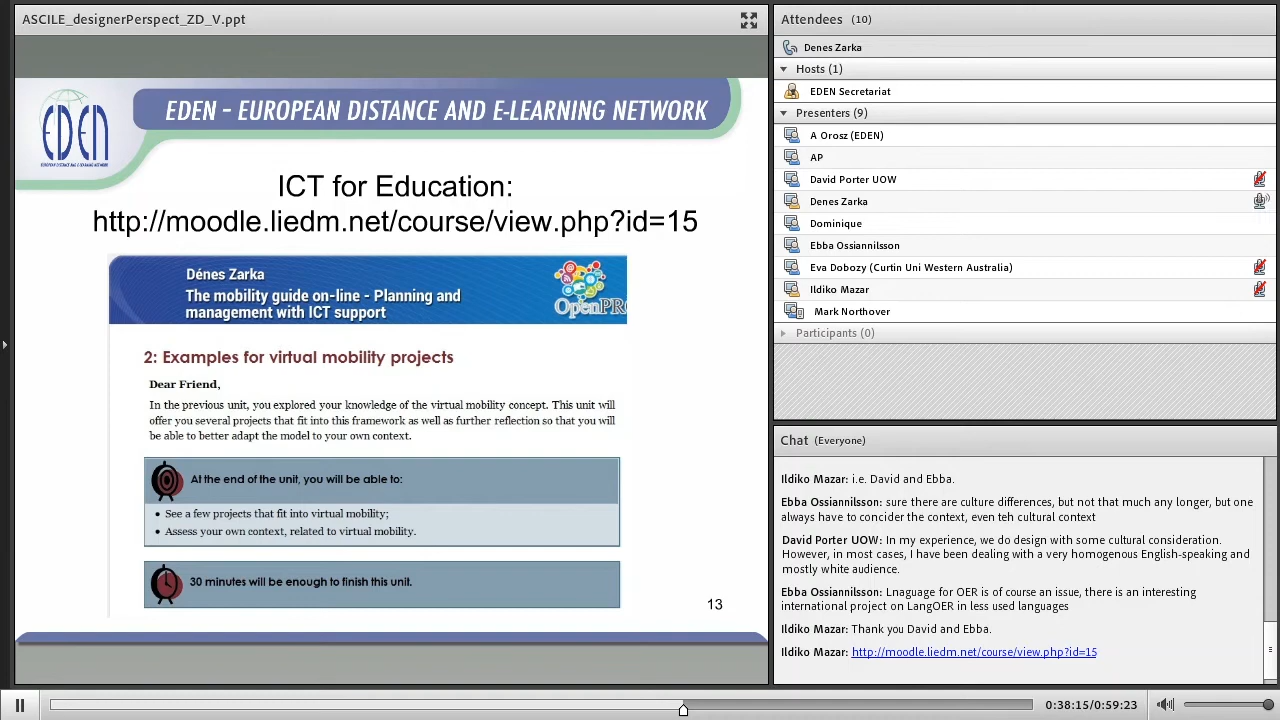 ASCILE_designerPerspect_ZD_V.ppt
EDEN
EUROPEAN DISTANCE AND E-LEARNING NETWORK
EDEN - EUROPEAN DISTANCE AND E-LEARNING NETWORK
ICT for Education:
http://moodle.liedm.net/course/view.php?id=15
Dénes Zarka
The mobility guide on-line - Planning and
management with ICT support
OpenPR
2: Examples for virtual mobility projects
Dear Friend,
In the previous unit, you explored your knowledge of the virtual mobility concept. This unit will
offer you several projects that fit into this framework as well as further reflection so that you will
be able to better adapt the model to your own context.
At the end of the unit, you will be able to:
• See a few projects that fit into virtual mobility;
• Assess your own context, related to virtual mobility.
30 minutes will be enough to finish this unit.
13
Attendees (10)
Denes Zarka
Hosts (1)
EDEN Secretariat
Presenters (9)
A Orosz (EDEN)
AP
David Porter UOW
Denes Zarka
Dominique
Ebba Ossiannilsson
Eva Dobozy (Curtin Uni Western Australia)
Ildiko Mazar
Mark Northover
Participants (0)
Chat (Everyone)
Ildiko Mazar: i.e. David and Ebba.
Ebba Ossiannilsson: sure there are culture differences, but not that much any longer, but one
always have to concider the context, even teh cultural context
David Porter UOW: In my experience, we do design with some cultural consideration.
However, in most cases, I have been dealing with a very homogenous English-speaking and
mostly white audience.
Ebba Ossiannilsson: Lnaguage for OER is of course an issue, there is an interesting
international project on LangOER in less used languages
Ildiko Mazar: Thank you David and Ebba.
Ildiko Mazar: http://moodle.liedm.net/course/view.php?id=15
0:38:15/0:59:23